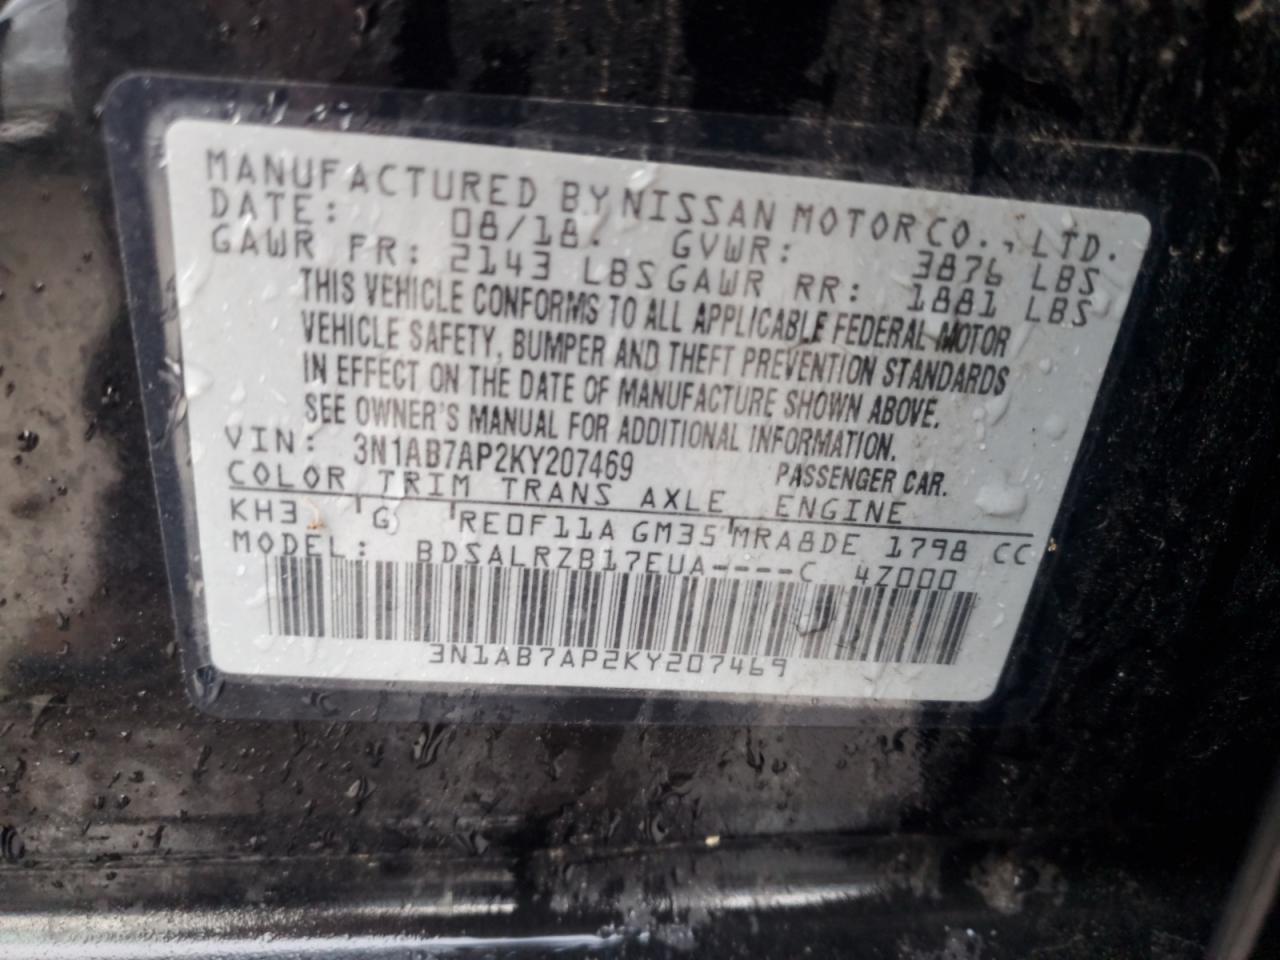 MANUFACTURED BY NISSAN MOTOR CO., LTD.
DATE: 08/18. GVWR: 3876 LBS
GAWR FR: 2143 LBS GAWR RR: 1881 LBS
THIS VEHICLE CONFORMS TO ALL APPLICABLE FEDERAL MOTOR
VEHICLE SAFETY, BUMPER AND THEFT PREVENTION STANDARDS
IN EFFECT ON THE DATE OF MANUFACTURE SHOWN ABOVE.
SEE OWNER'S MANUAL FOR ADDITIONAL INFORMATION.
VIN: 3N1AB7AP2KY207469 PASSENGER CAR.
COLOR TRIM TRANS AXLE ENGINE
KH3 G RE0F11A GM35 MRA8DE 1798 CC
MODEL: BDSALRZB17EUA----C 4Z000
3N1AB7AP2KY207469